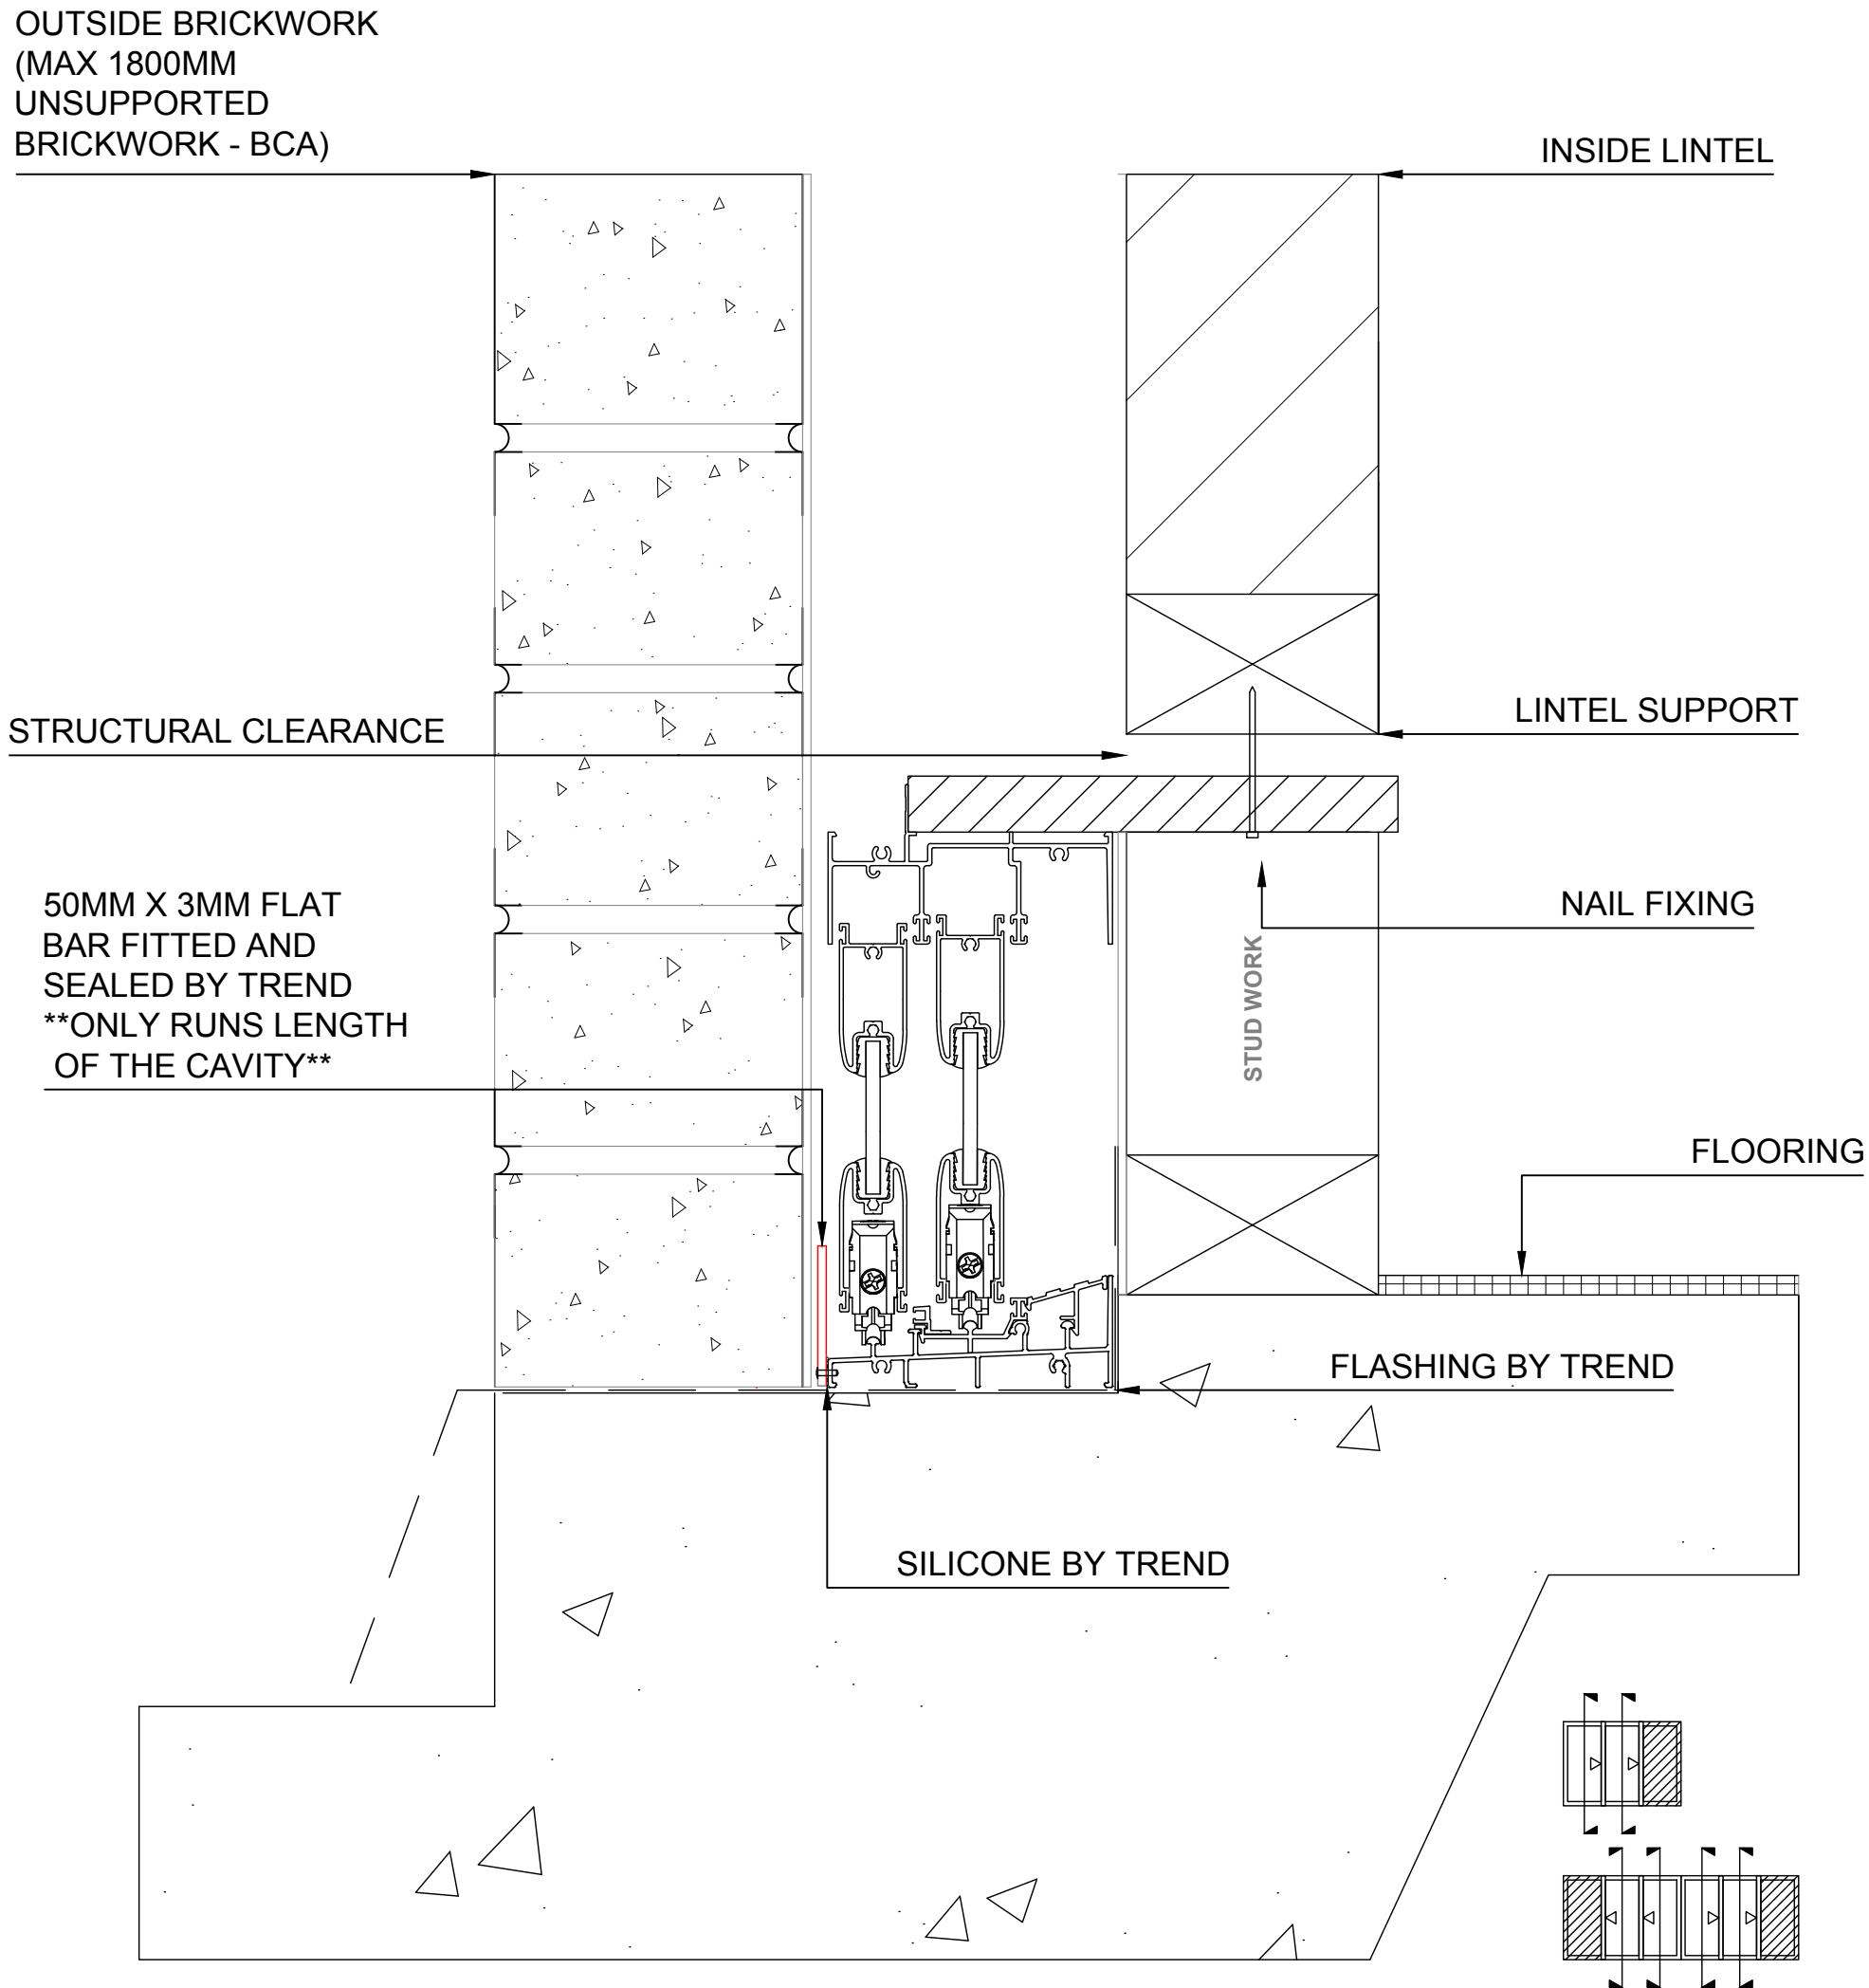 OUTSIDE BRICKWORK
(MAX 1800MM
UNSUPPORTED
BRICKWORK - BCA)
INSIDE LINTEL
STRUCTURAL CLEARANCE
LINTEL SUPPORT
50MM X 3MM FLAT
BAR FITTED AND
SEALED BY TREND
**ONLY RUNS LENGTH
OF THE CAVITY**
NAIL FIXING
STUD WORK
FLOORING
FLASHING BY TREND
SILICONE BY TREND